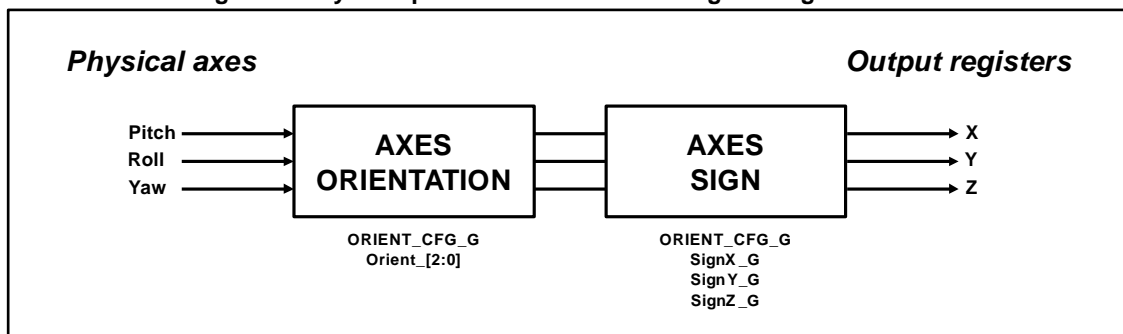 Physical axes
Output registers
Pitch
Roll
Yaw
AXES
ORIENTATION
AXES
SIGN
X
Y
Z
ORIENT_CFG_G
Orient_[2:0]
ORIENT_CFG_G
SignX_G
SignY_G
SignZ_G